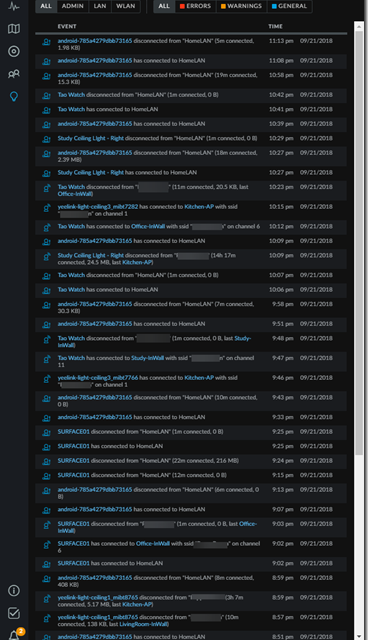 ALL ADMIN LAN WLAN ALL ERRORS WARNINGS GENERAL
EVENT TIME
android-785a4279dbb73165 disconnected from "HomeLAN" (5m connected, 11:13 pm 09/21/2018
1.98 KB)
android-785a4279dbb73165 has connected to HomeLAN 11:08 pm 09/21/2018
android-785a4279dbb73165 disconnected from "HomeLAN" (19m connected, 10:58 pm 09/21/2018
15.3 KB)
Tao Watch disconnected from "HomeLAN" (1m connected, 0 B) 10:42 pm 09/21/2018
Tao Watch has connected to HomeLAN 10:41 pm 09/21/2018
android-785a4279dbb73165 has connected to HomeLAN 10:39 pm 09/21/2018
Study Ceiling Light - Right disconnected from "HomeLAN" (1m connected, 0 B) 10:29 pm 09/21/2018
android-785a4279dbb73165 disconnected from "HomeLAN" (18m connected, 10:27 pm 09/21/2018
2.39 MB)
Study Ceiling Light - Right has connected to HomeLAN 10:27 pm 09/21/2018
Tao Watch disconnected from " " (11m connected, 20.5 KB, last 10:23 pm 09/21/2018
Office-InWall)
yeelink-light-ceiling3_mibt7282 has connected to Kitchen-AP with ssid 10:15 pm 09/21/2018
" n" on channel 1
Tao Watch has connected to Office-InWall with ssid " n" on channel 6 10:12 pm 09/21/2018
android-785a4279dbb73165 has connected to HomeLAN 10:09 pm 09/21/2018
Study Ceiling Light - Right disconnected from " " (14h 17m 10:09 pm 09/21/2018
connected, 24.5 MB, last Kitchen-AP)
Tao Watch disconnected from "HomeLAN" (1m connected, 0 B) 10:07 pm 09/21/2018
Tao Watch has connected to HomeLAN 10:06 pm 09/21/2018
android-785a4279dbb73165 disconnected from "HomeLAN" (7m connected, 9:58 pm 09/21/2018
30.3 KB)
android-785a4279dbb73165 has connected to HomeLAN 9:51 pm 09/21/2018
Tao Watch disconnected from " " (1m connected, 0 B, last Study- 9:48 pm 09/21/2018
InWall)
Tao Watch has connected to Study-InWall with ssid " n" on channel 9:47 pm 09/21/2018
11
yeelink-light-ceiling3_mibt7766 has connected to Kitchen-AP with ssid 9:46 pm 09/21/2018
" n" on channel 1
android-785a4279dbb73165 disconnected from "HomeLAN" (10m connected, 9:43 pm 09/21/2018
0 B)
android-785a4279dbb73165 has connected to HomeLAN 9:33 pm 09/21/2018
SURFACE01 disconnected from "HomeLAN" (1m connected, 0 B) 9:25 pm 09/21/2018
SURFACE01 has connected to HomeLAN 9:25 pm 09/21/2018
SURFACE01 disconnected from "HomeLAN" (22m connected, 216 MB) 9:24 pm 09/21/2018
SURFACE01 disconnected from "HomeLAN" (12m connected, 0 B) 9:15 pm 09/21/2018
android-785a4279dbb73165 disconnected from "HomeLAN" (6m connected, 0 9:13 pm 09/21/2018
B)
android-785a4279dbb73165 has connected to HomeLAN 9:07 pm 09/21/2018
SURFACE01 disconnected from " " (1m connected, 0 B, last Office- 9:03 pm 09/21/2018
InWall)
SURFACE01 has connected to Office-InWall with ssid " n" on channel 9:02 pm 09/21/2018
6
SURFACE01 has connected to HomeLAN 9:02 pm 09/21/2018
android-785a4279dbb73165 disconnected from "HomeLAN" (8m connected, 8:59 pm 09/21/2018
408 KB)
yeelink-light-ceiling1_mibt8765 disconnected from " (3h 7m 8:59 pm 09/21/2018
connected, 5.17 MB, last Kitchen-AP)
yeelink-light-ceiling1_mibt8765 disconnected from " " (10m 8:57 pm 09/21/2018
connected, 138 KB, last LivingRoom-InWall)
android-785a4279dbb73165 has connected to HomeLAN 8:51 pm 09/21/2018
2